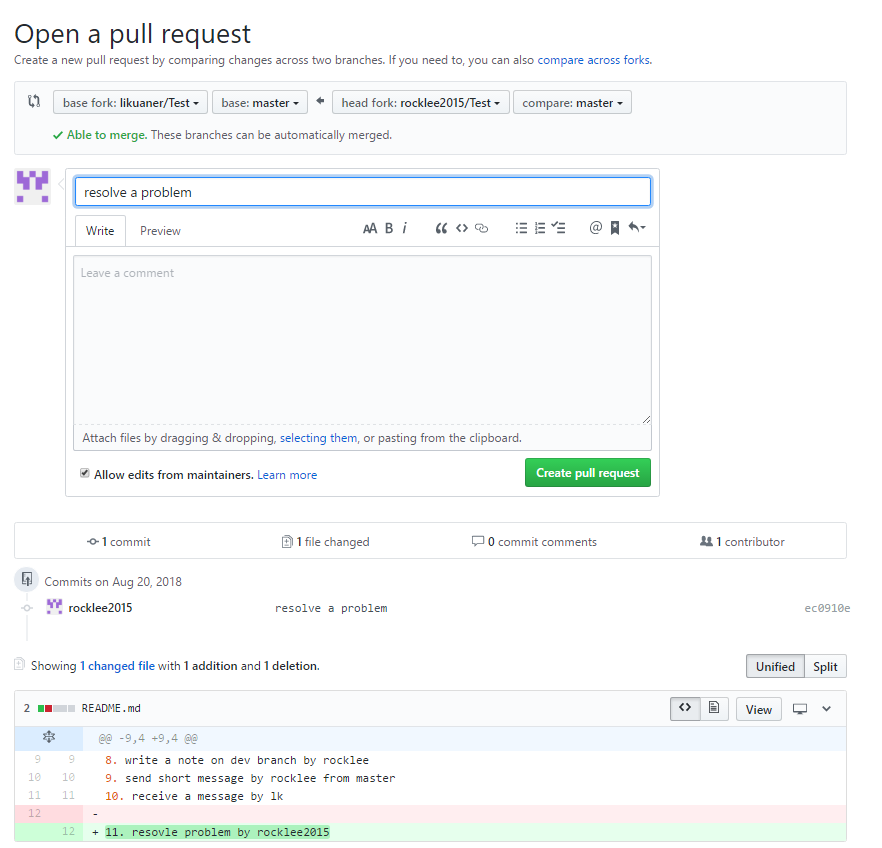 Open a pull request
Create a new pull request by comparing changes across two branches. If you need to, you can also compare across forks.
base fork: likuaner/Test base: master head fork: rocklee2015/Test compare: master
Able to merge. These branches can be automatically merged.
resolve a problem
Write Preview AA B i
Leave a comment
Attach files by dragging & dropping, selecting them, or pasting from the clipboard.
Allow edits from maintainers. Learn more Create pull request
1 commit 1 file changed 0 commit comments 1 contributor
Commits on Aug 20, 2018
rocklee2015 resolve a problem ec0910e
Showing 1 changed file with 1 addition and 1 deletion. Unified Split
2 README.md View
@@ -9,4 +9,4 @@
9 9 8. write a note on dev branch by rocklee
10 10 9. send short message by rocklee from master
11 11 10. receive a message by lk
12 -
12 + 11. resovle problem by rocklee2015